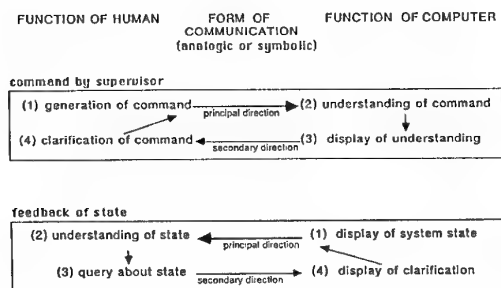 FUNCTION OF HUMAN FORM OF FUNCTION OF COMPUTER
COMMUNICATION
(analogic or symbolic)
command by supervisor
(1) generation of command (2) understanding of command
principal direction
(4) clarification of command (3) display of understanding
secondary direction
feedback of state
(2) understanding of state (1) display of system state
principal direction
(3) query about state (4) display of clarification
secondary direction